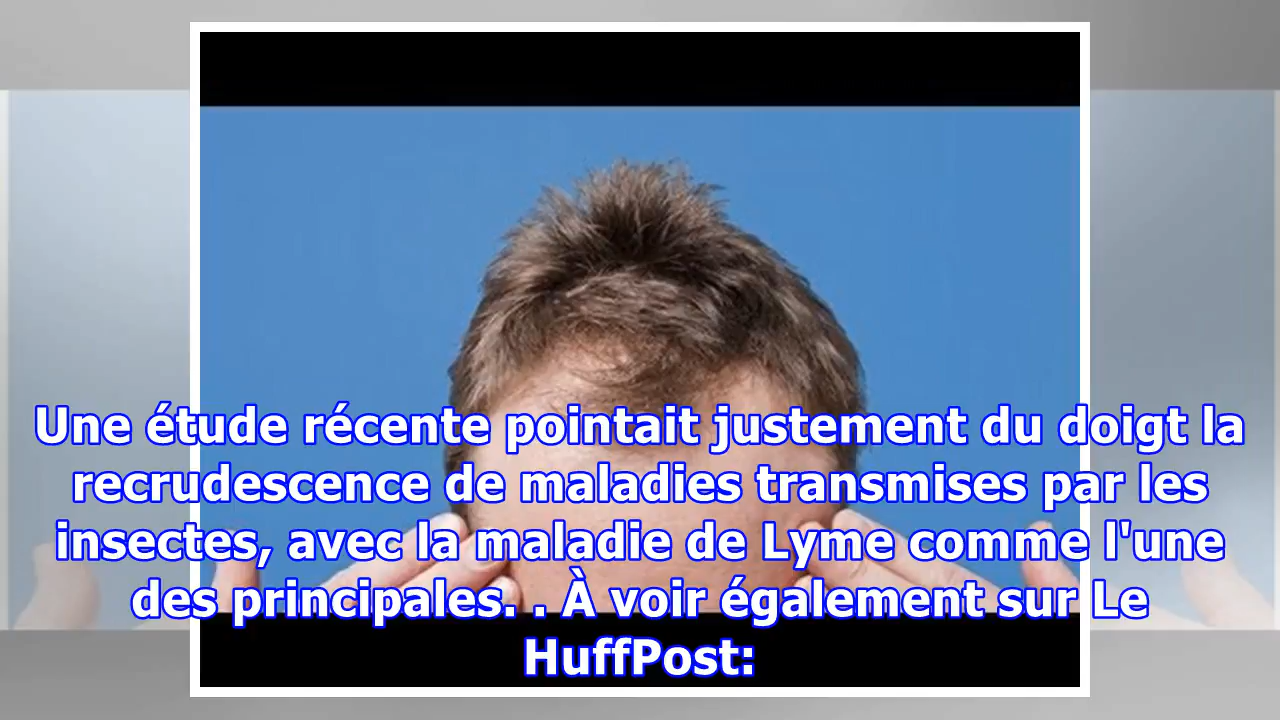 Une étude récente pointait justement du doigt la
recrudescence de maladies transmises par les
insectes, avec la maladie de Lyme comme l'une
des principales. . À voir également sur Le
HuffPost: